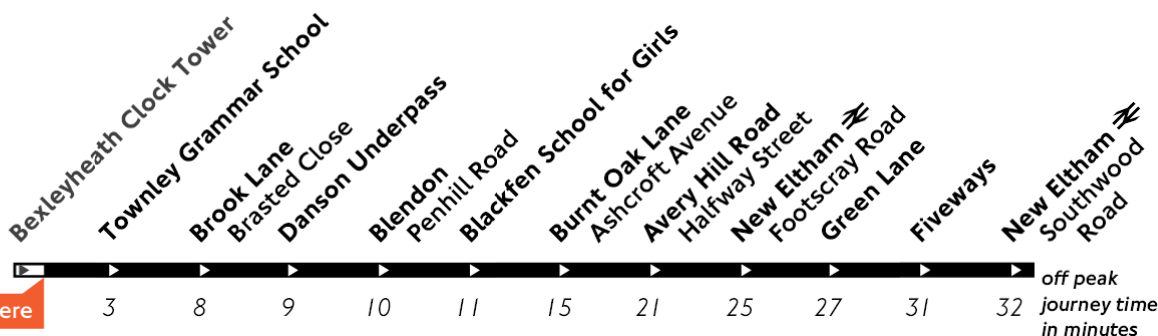 Bexleyheath Clock Tower
Townley Grammar School
Brook Lane
Brasted Close
Danson Underpass
Blendon
Penhill Road
Blackfen School for Girls
Burnt Oak Lane
Ashcroft Avenue
Avery Hill Road
Halfway Street
New Eltham
Footscray Road
Green Lane
Fiveways
New Eltham
Southwood
Road
ere 3 8 9 10 11 15 21 25 27 31 32
off peak
journey time
in minutes